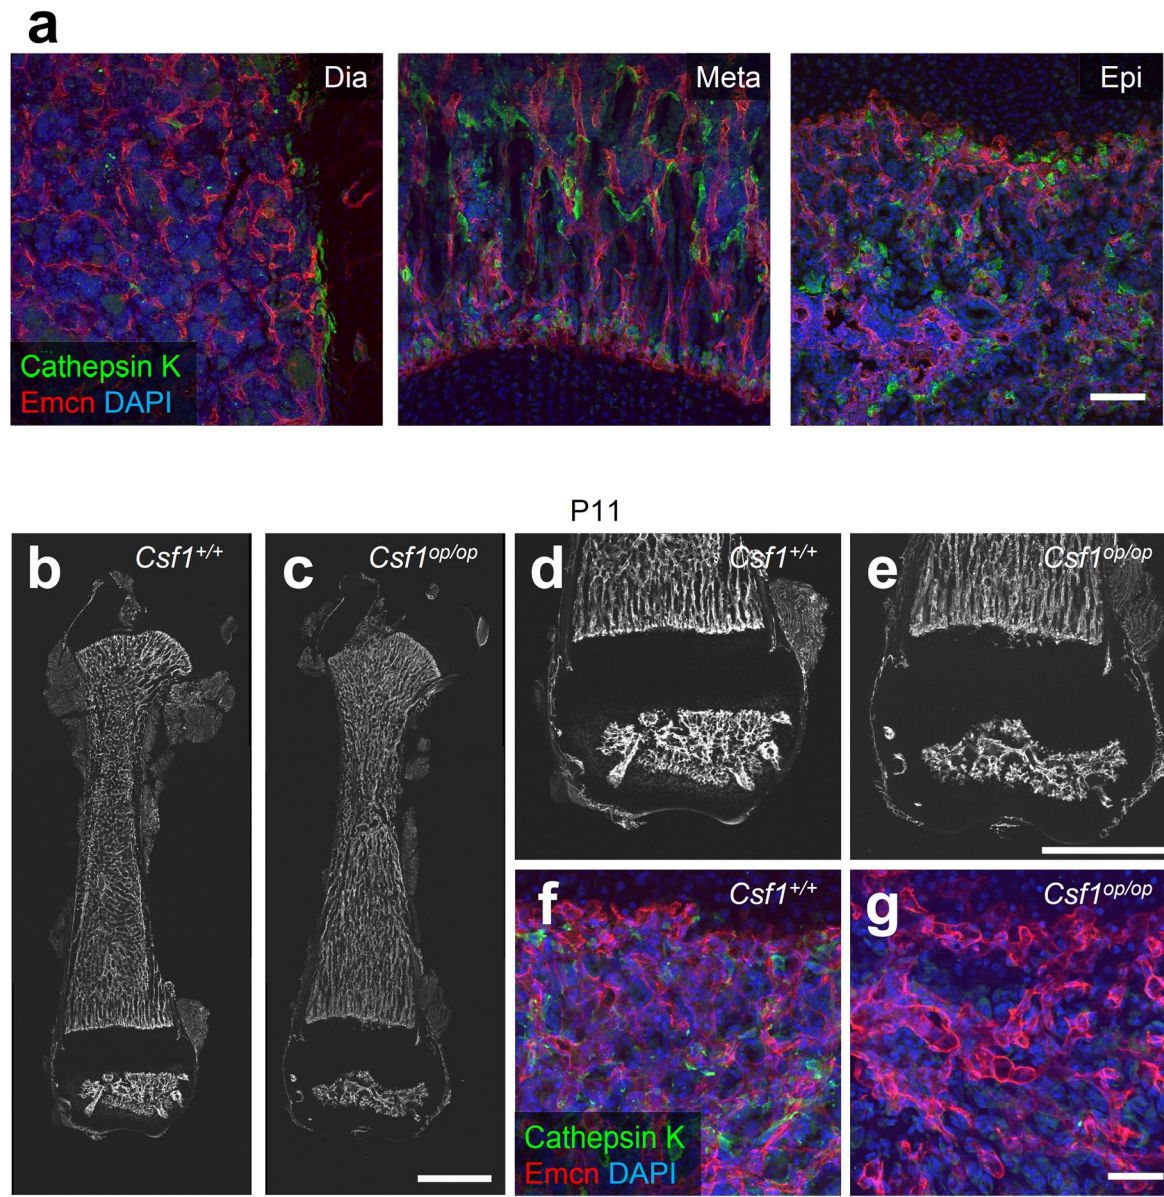 a
Dia
Meta
Epi
Cathepsin K
Emcn DAPI
P11
b
Csf1+/+
c
Csf1op/op
d
Csf1+/+
e
Csf1op/op
f
Csf1+/+
g
Csf1op/op
Cathepsin K
Emcn DAPI